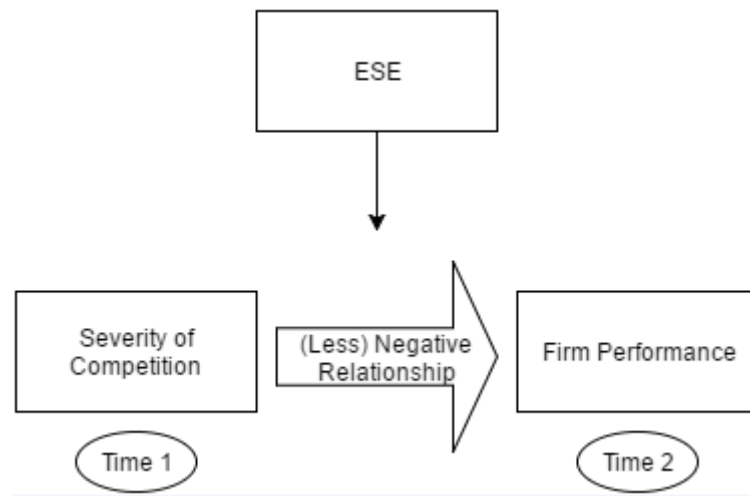 ESE
Severity of
Competition
(Less) Negative
Relationship
Firm Performance
Time 1
Time 2